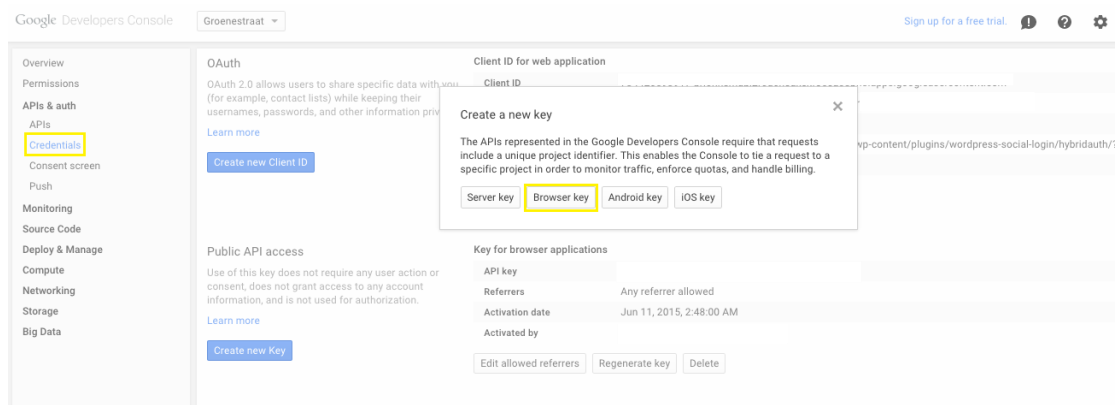 Google Developers Console
Groenestraat
Sign up for a free trial.
Overview
Permissions
APIs & auth
APIs
Credentials
Consent screen
Push
Monitoring
Source Code
Deploy & Manage
Compute
Networking
Storage
Big Data
OAuth
OAuth 2.0 allows users to share specific data with you
(for example, contact lists) while keeping their
usernames, passwords, and other information priv
Learn more
Create new Client ID
Client ID for web application
Client ID
wp-content/plugins/wordpress-social-login/hybridauth/?
Create a new key
The APIs represented in the Google Developers Console require that requests
include a unique project identifier. This enables the Console to tie a request to a
specific project in order to monitor traffic, enforce quotas, and handle billing.
Server key
Browser key
Android key
iOS key
Public API access
Use of this key does not require any user action or
consent, does not grant access to any account
information, and is not used for authorization.
Learn more
Create new Key
Key for browser applications
API key
Referrers Any referrer allowed
Activation date Jun 11, 2015, 2:48:00 AM
Activated by
Edit allowed referrers
Regenerate key
Delete